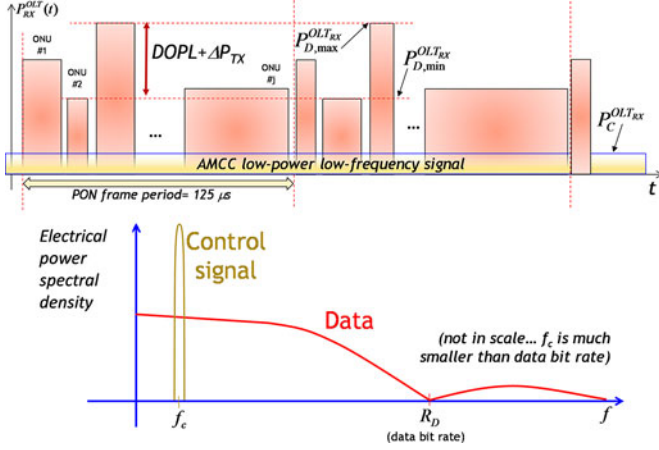 P_RX^OLT(t)
ONU #1
ONU #2
DOPL+ΔP_TX
ONU #j
P_D,max^OLT_RX
P_D,min^OLT_RX
P_C^OLT_RX
...
...
AMCC low-power low-frequency signal
PON frame period= 125 μs
t
Electrical power spectral density
Control signal
Data
(not in scale... f_c is much smaller than data bit rate)
f_c
R_D
f
(data bit rate)